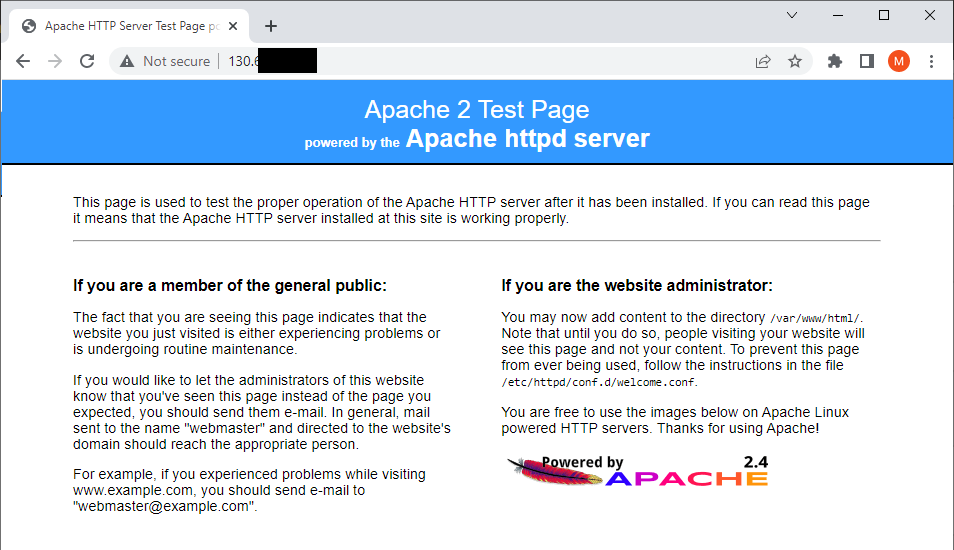 Apache HTTP Server Test Page po
Not secure
130.6
M
Apache 2 Test Page
powered by the Apache httpd server
This page is used to test the proper operation of the Apache HTTP server after it has been installed. If you can read this page
it means that the Apache HTTP server installed at this site is working properly.
If you are a member of the general public:
The fact that you are seeing this page indicates that the
website you just visited is either experiencing problems or
is undergoing routine maintenance.
If you would like to let the administrators of this website
know that you've seen this page instead of the page you
expected, you should send them e-mail. In general, mail
sent to the name "webmaster" and directed to the website's
domain should reach the appropriate person.
For example, if you experienced problems while visiting
www.example.com, you should send e-mail to
"webmaster@example.com".
If you are the website administrator:
You may now add content to the directory /var/www/html/.
Note that until you do so, people visiting your website will
see this page and not your content. To prevent this page
from ever being used, follow the instructions in the file
/etc/httpd/conf.d/welcome.conf.
You are free to use the images below on Apache Linux
powered HTTP servers. Thanks for using Apache!
Powered by 2.4
APACHE